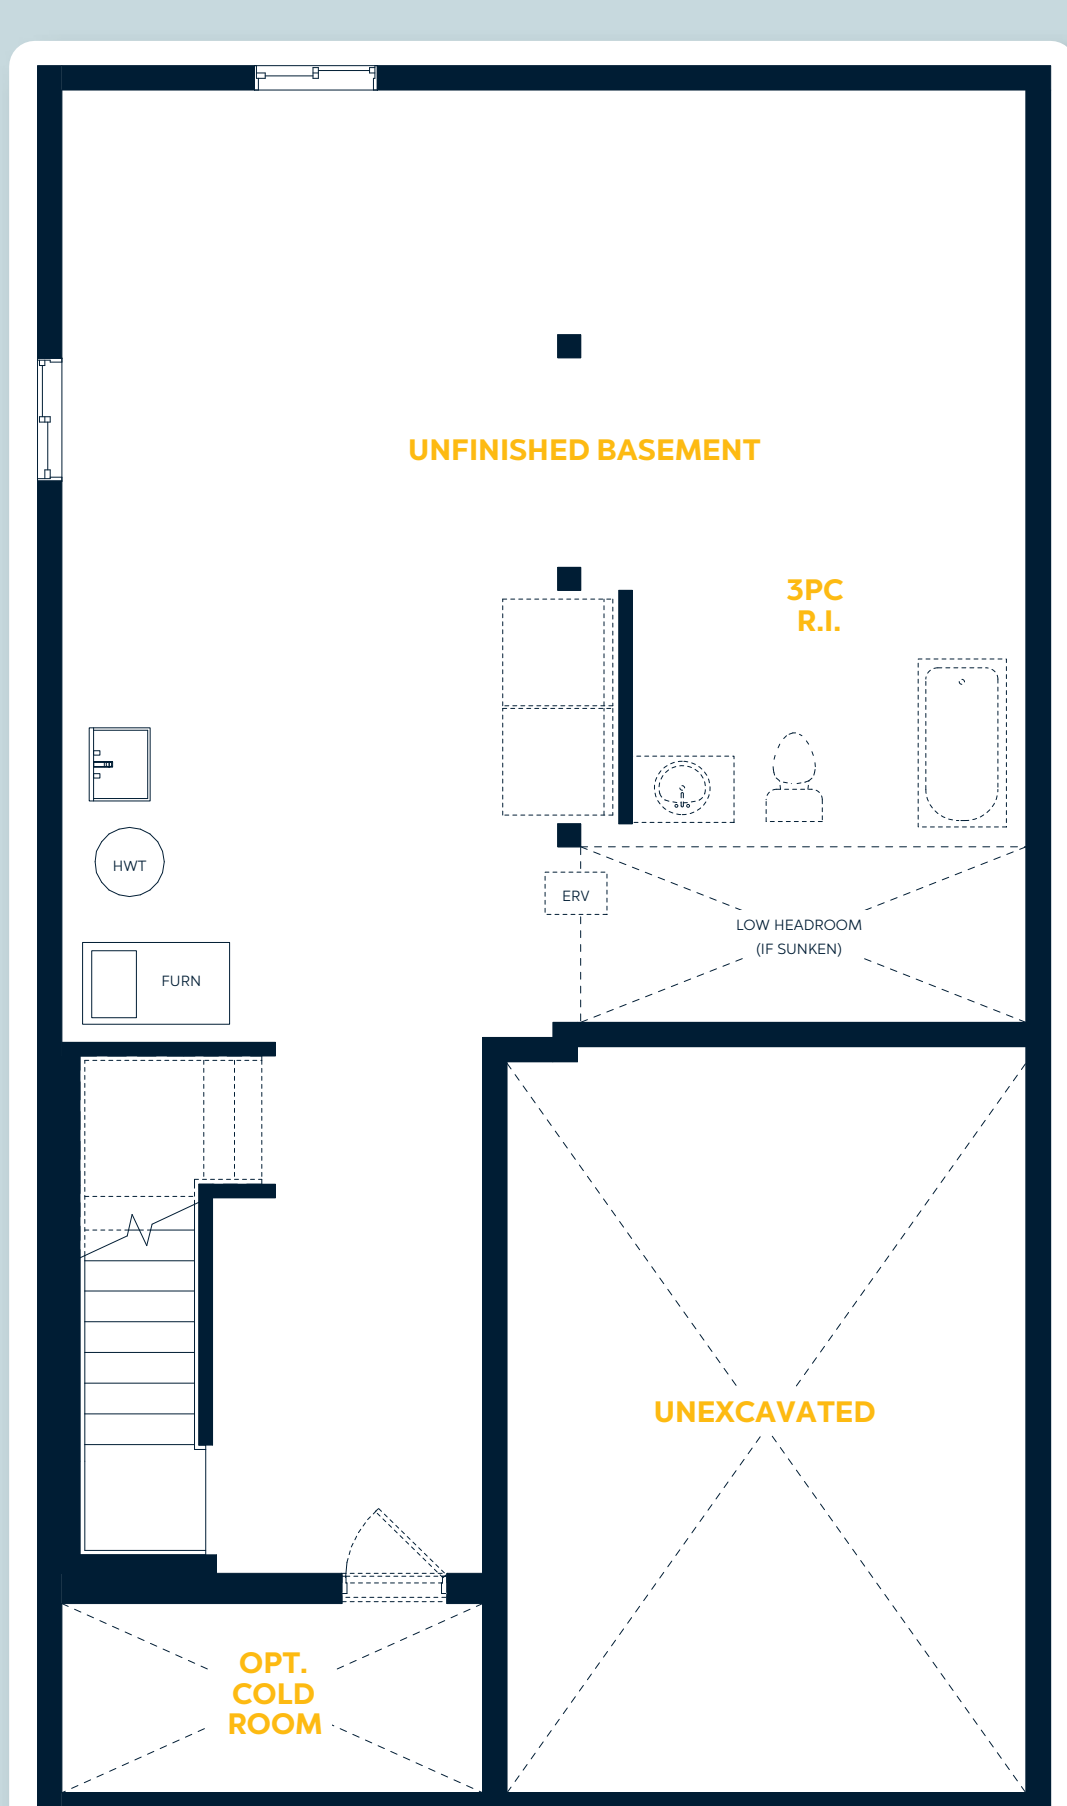 UNFINISHED BASEMENT
3PC
R.I.
HWT
ERV
LOW HEADROOM
(IF SUNKEN)
FURN
UNEXCAVATED
OPT.
COLD
ROOM